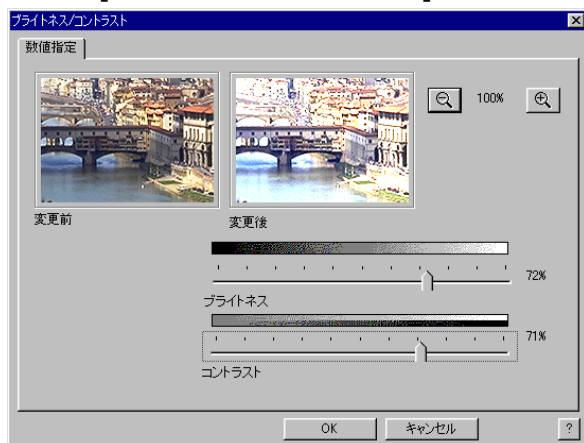 ブライトネス/コントラスト
数値指定
100%
変更前
変更後
72%
ブライトネス
71%
コントラスト
OK
キャンセル
?